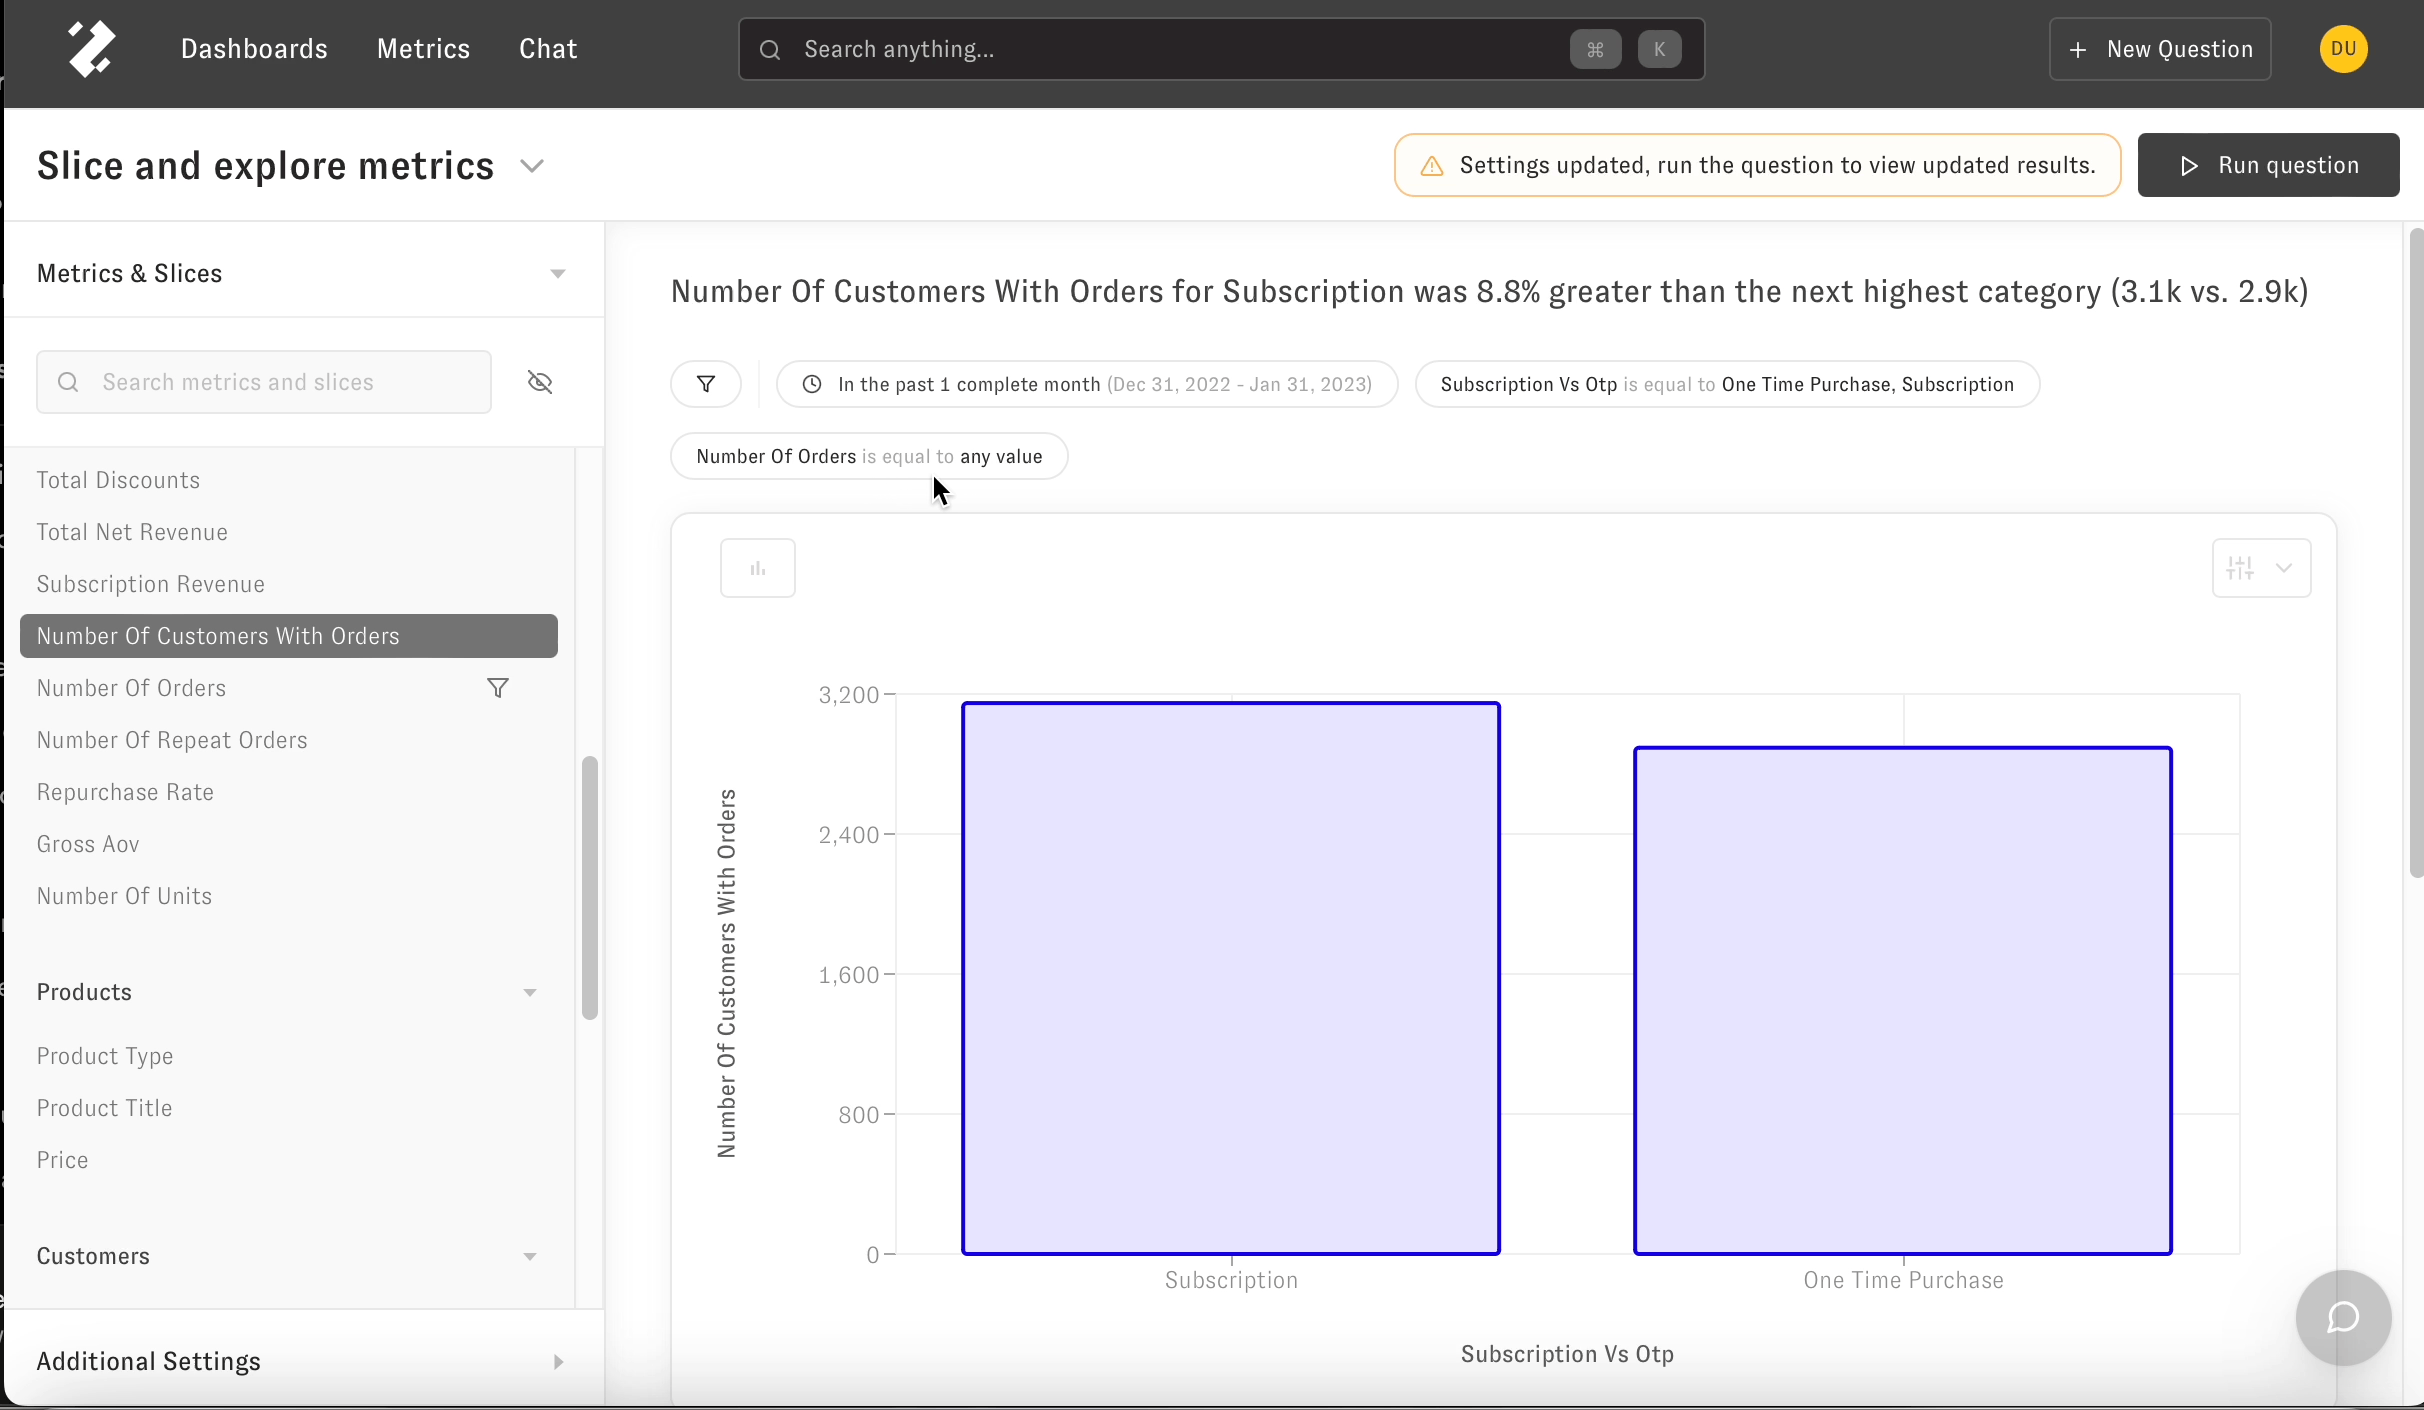 Dashboards Metrics Chat Search anything... ⌘ K + New Question DU
Slice and explore metrics
Settings updated, run the question to view updated results. Run question
Metrics & Slices
Search metrics and slices
Total Discounts
Total Net Revenue
Subscription Revenue
Number Of Customers With Orders
Number Of Orders
Number Of Repeat Orders
Repurchase Rate
Gross Aov
Number Of Units
Products
Product Type
Product Title
Price
Customers
Additional Settings
Number Of Customers With Orders for Subscription was 8.8% greater than the next highest category (3.1k vs. 2.9k)
In the past 1 complete month (Dec 31, 2022 - Jan 31, 2023) Subscription Vs Otp is equal to One Time Purchase, Subscription
Number Of Orders is equal to any value
Number Of Customers With Orders
3,200
2,400
1,600
800
0
Subscription One Time Purchase
Subscription Vs Otp